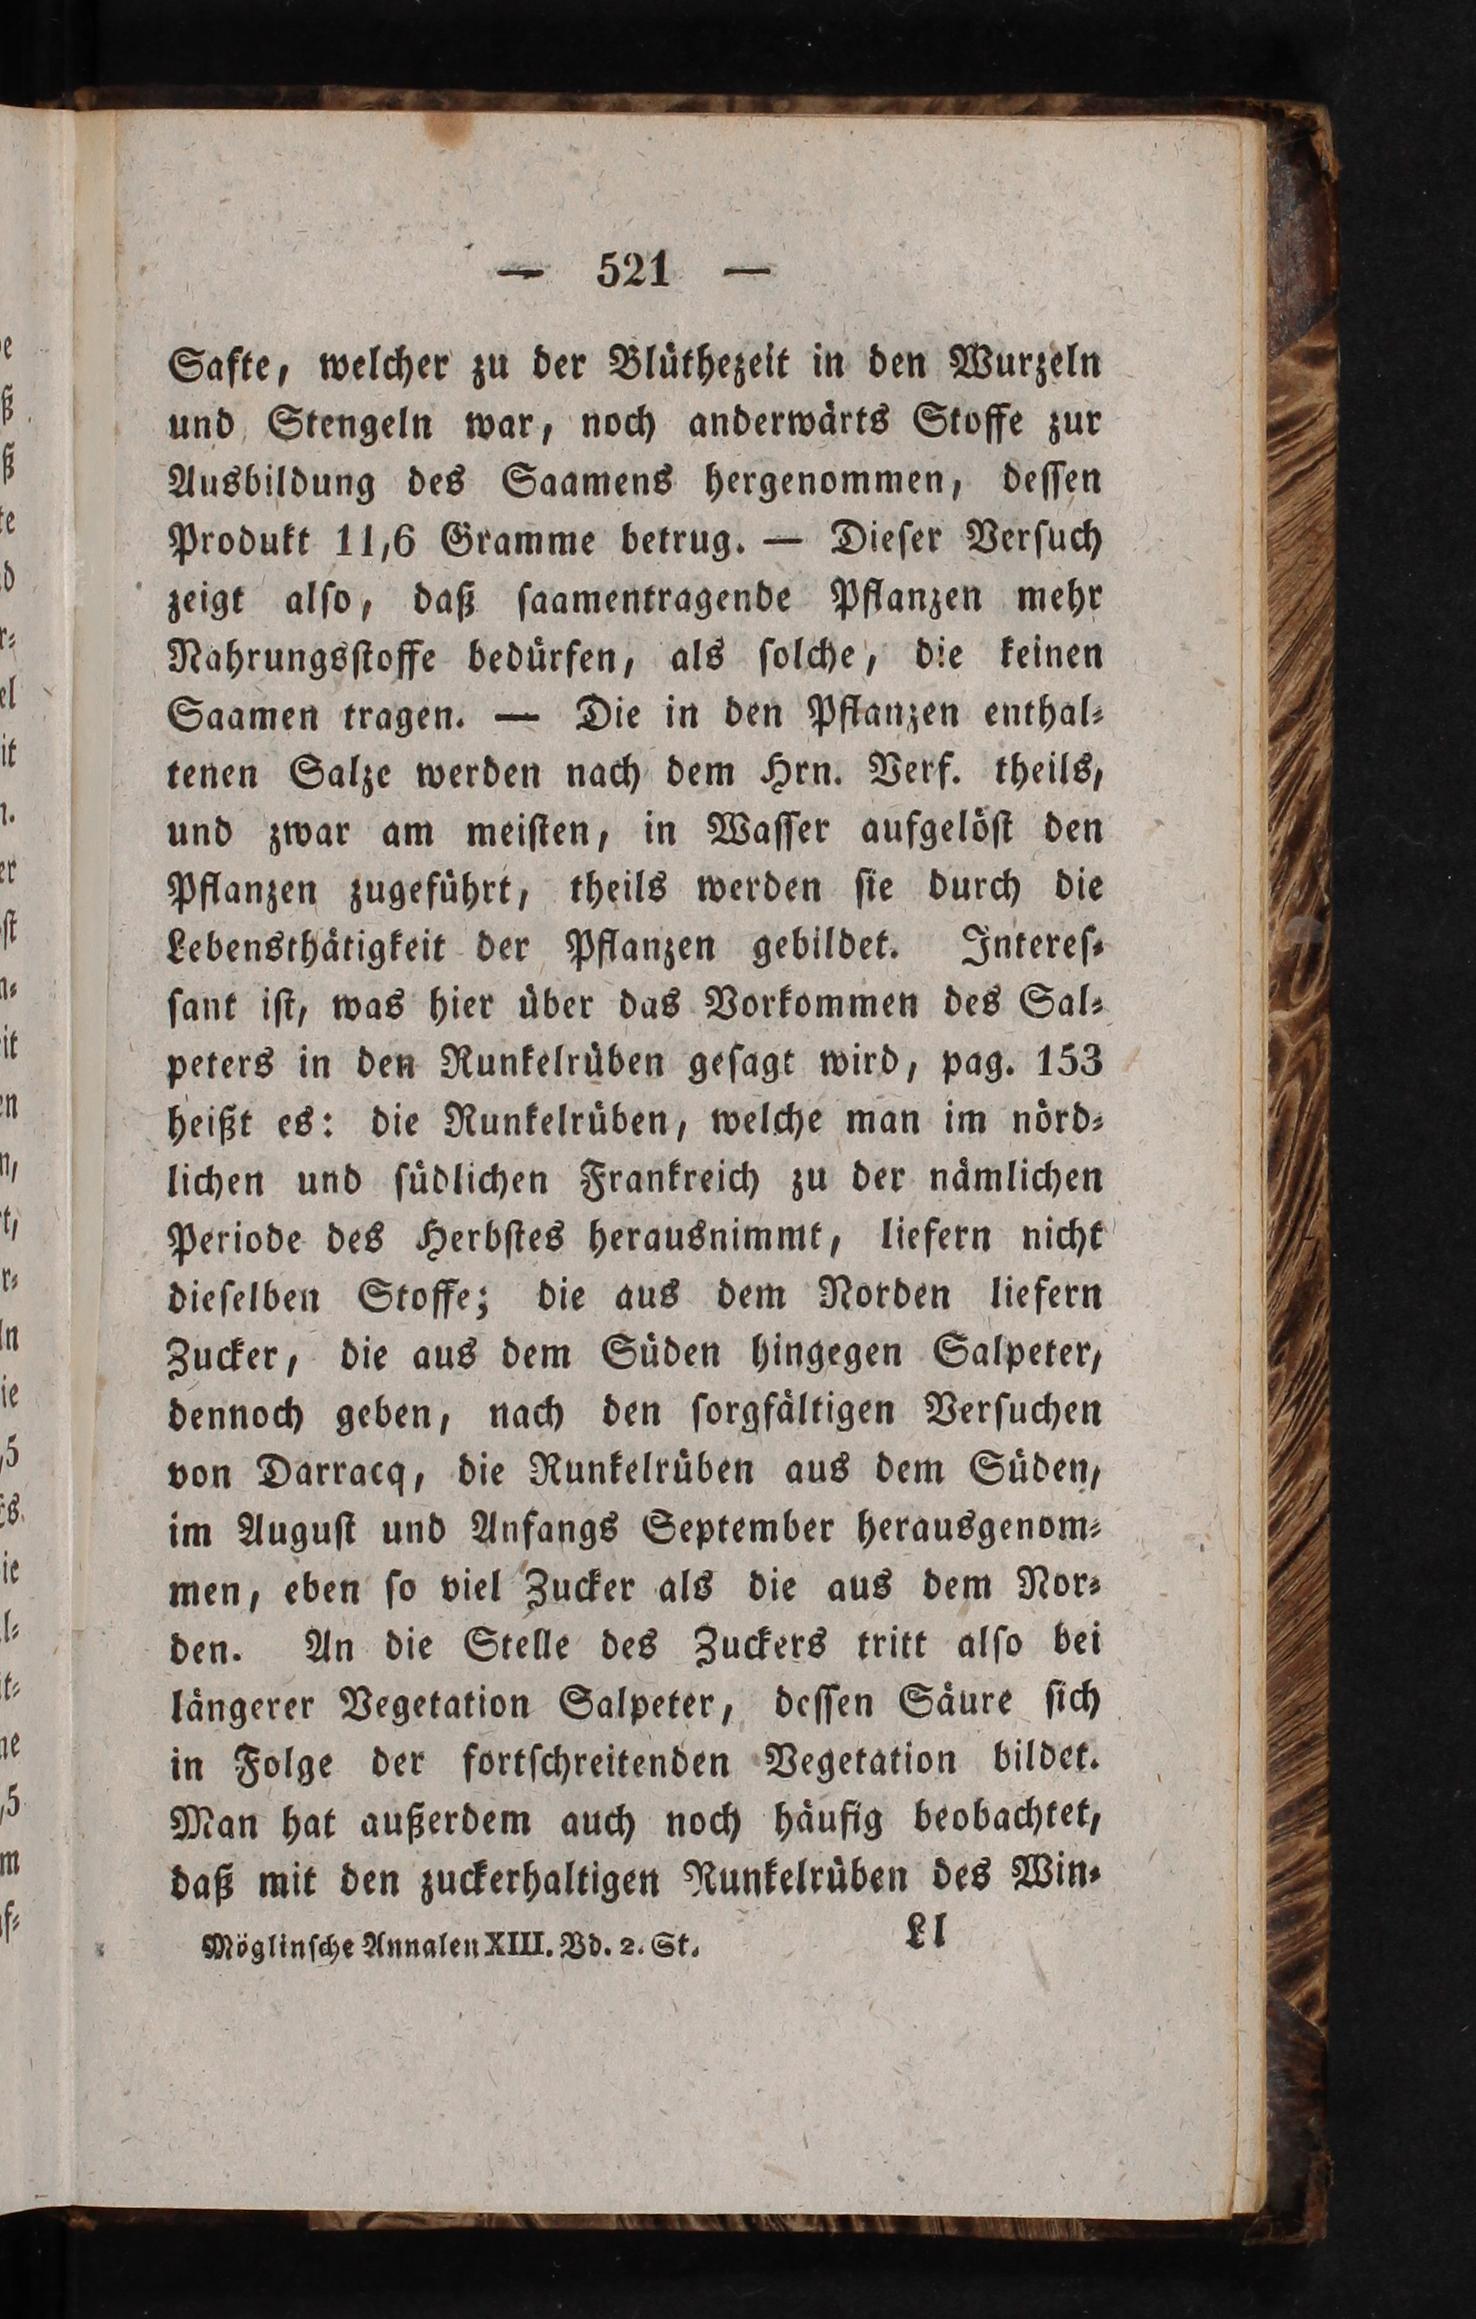 — 521 —
Safte, welcher zu der Blüthezeit in den Wurzeln
und Stengeln war, noch anderwärts Stoffe zur
Ausbildung des Saamens hergenommen, dessen
Produkt 11,6 Gramme betrug. — Dieser Versuch
zeigt also, daß saamentragende Pflanzen mehr
Nahrungsstoffe bedürfen, als solche, die keinen
Saamen tragen. — Die in den Pflanzen enthal-
tenen Salze werden nach dem Hrn. Verf. theils,
und zwar am meisten, in Wasser aufgelöst den
Pflanzen zugeführt, theils werden sie durch die
Lebensthätigkeit der Pflanzen gebildet. Interes-
sant ist, was hier über das Vorkommen des Sal-
peters in den Runkelrüben gesagt wird, pag. 153
heißt es: die Runkelrüben, welche man im nörd-
lichen und südlichen Frankreich zu der nämlichen
Periode des Herbstes herausnimmt, liefern nicht
dieselben Stoffe; die aus dem Norden liefern
Zucker, die aus dem Süden hingegen Salpeter,
dennoch geben, nach den sorgfältigen Versuchen
von Darracq, die Runkelrüben aus dem Süden,
im August und Anfangs September herausgenom-
men, eben so viel Zucker als die aus dem Nor-
den. An die Stelle des Zuckers tritt also bei
längerer Vegetation Salpeter, dessen Säure sich
in Folge der fortschreitenden Vegetation bildet.
Man hat außerdem auch noch häufig beobachtet,
daß mit den zuckerhaltigen Runkelrüben des Win-
Möglinsche Annalen XIII. Bd. 2. St. Ll